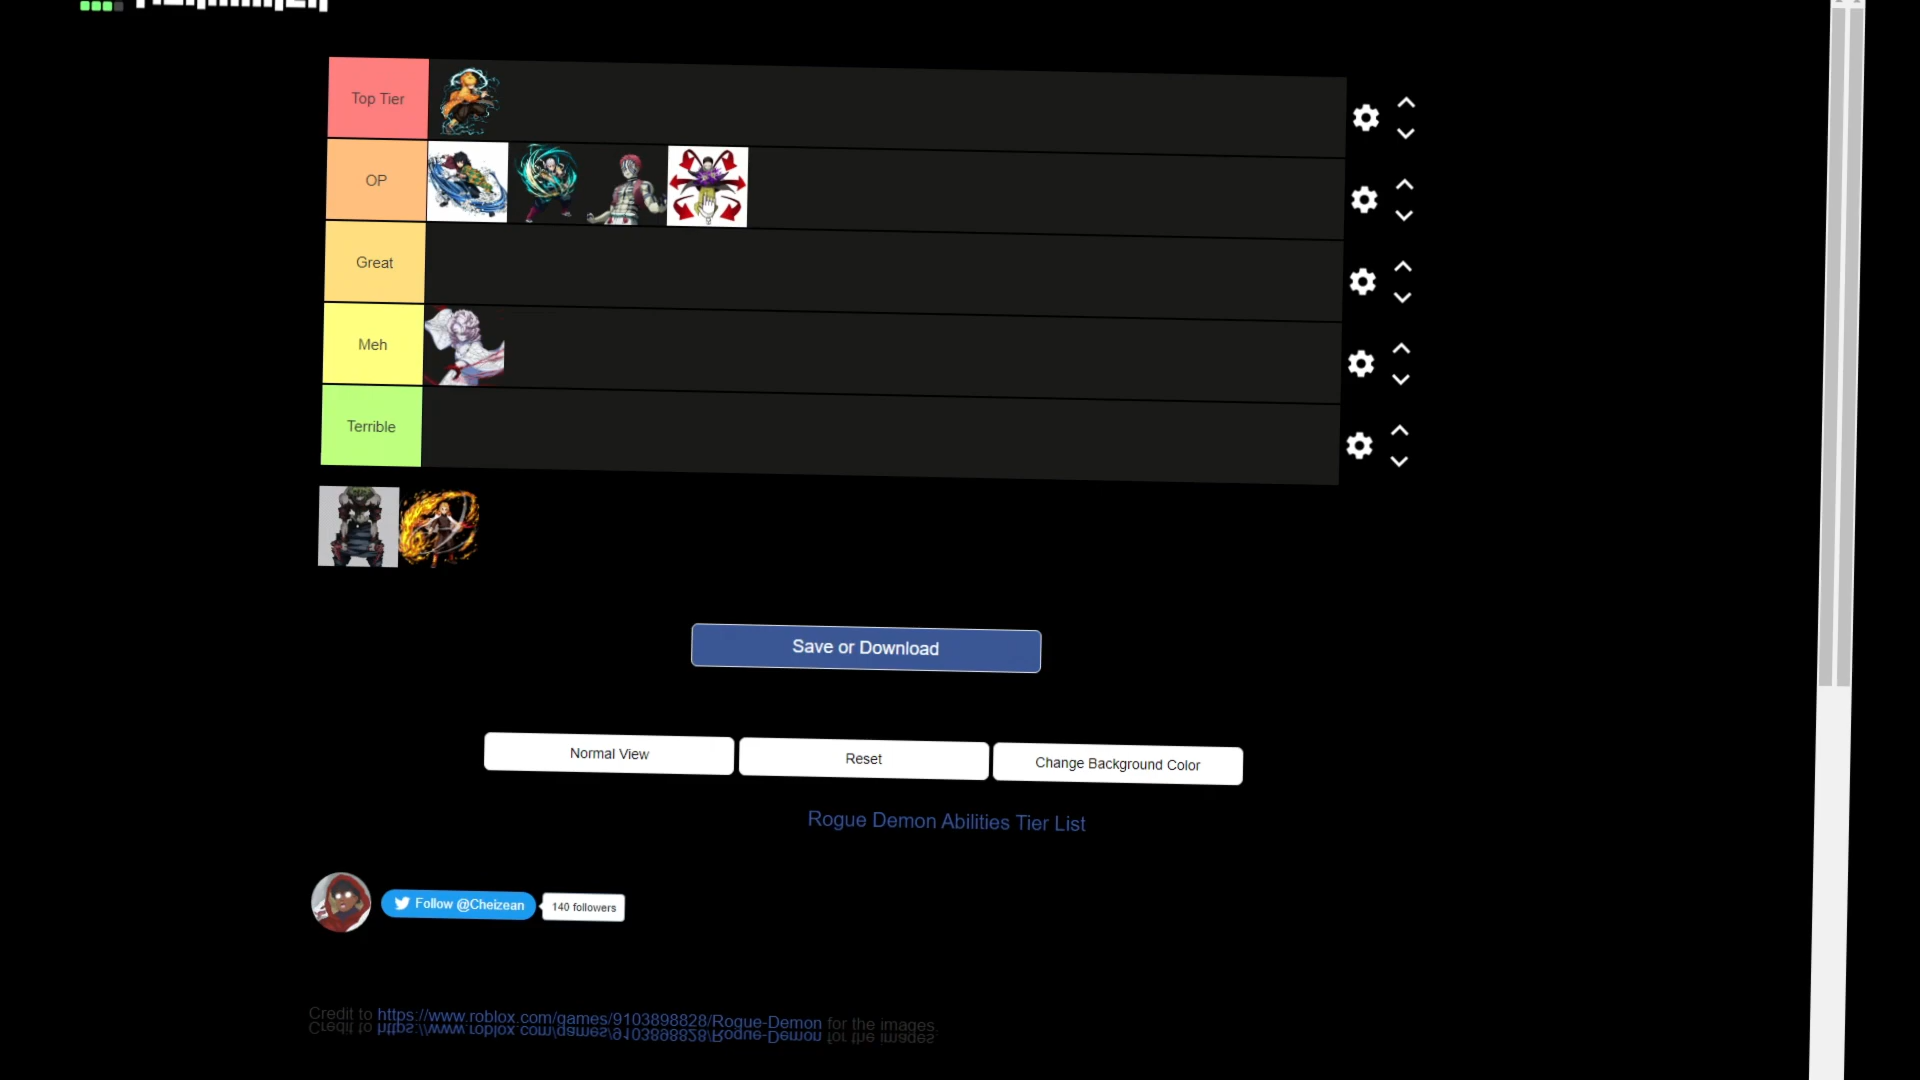 Top Tier
OP
Great
Meh
Terrible
Save or Download
Normal View
Reset
Change Background Color
Rogue Demon Abilities Tier List
Follow @Cheizean
140 followers
Credit to https://www.roblox.com/games/9103898828/Rogue-Demon for the images.